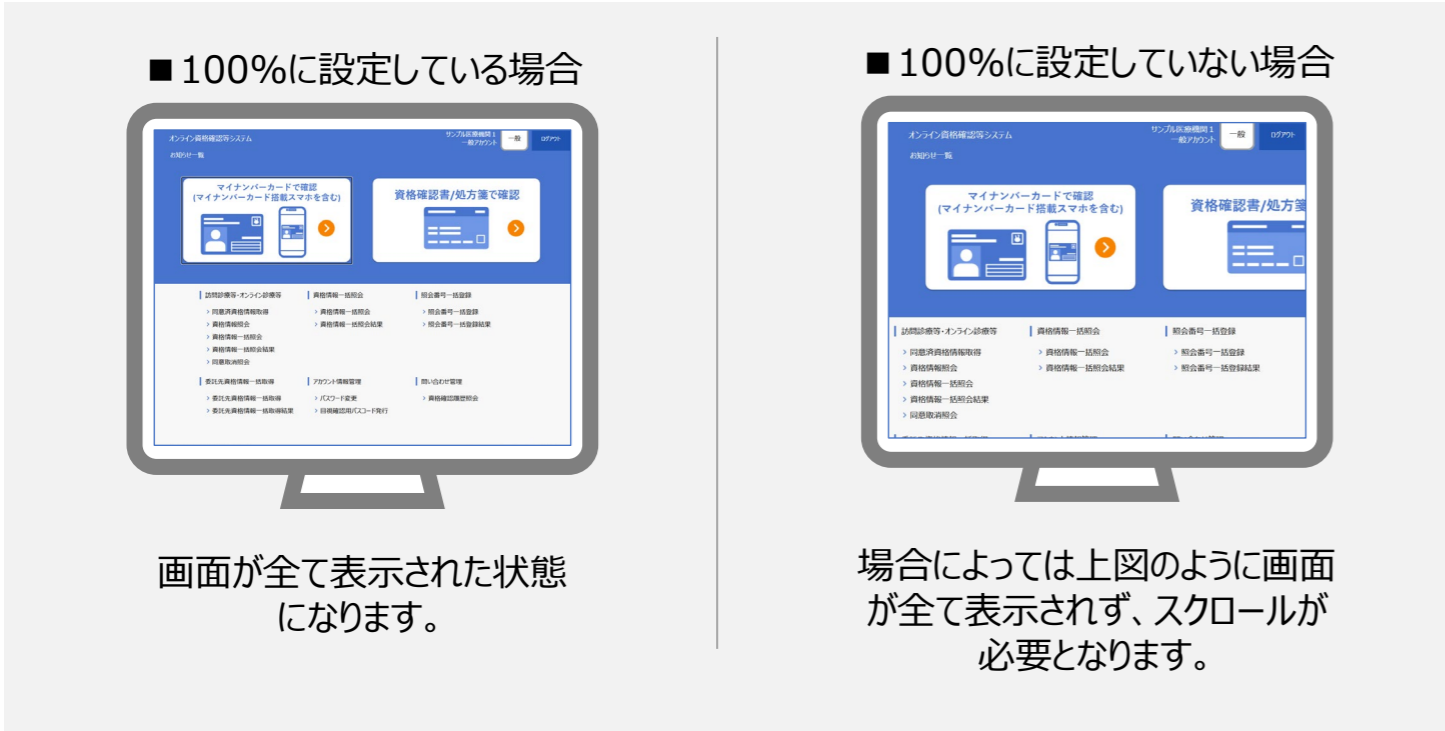 ■100%に設定している場合
オンライン資格確認等システム
サンプル医療機関1
一般アカウント
一般
ログアウト
お知らせ一覧
マイナンバーカードで確認
(マイナンバーカード搭載スマホを含む)
資格確認書/処方箋で確認
訪問診療等・オンライン診療等
資格情報一括照会
照会番号一括登録
> 同意済資格情報取得
> 資格情報一括照会
> 照会番号一括登録
> 資格情報照会
> 資格情報一括照会結果
> 照会番号一括登録結果
> 資格情報一括照会
> 資格情報一括照会結果
> 同意取消照会
委託先資格情報一括取得
アカウント情報管理
問い合わせ管理
> 委託先資格情報一括取得
> パスワード変更
> 資格確認履歴照会
> 委託先資格情報一括取得結果
> 目視確認用パスコード発行
画面が全て表示された状態
になります。
■100%に設定していない場合
オンライン資格確認等システム
サンプル医療機関1
一般アカウント
一般
ログアウト
お知らせ一覧
マイナンバーカードで確認
(マイナンバーカード搭載スマホを含む)
資格確認書/処方箋
訪問診療等・オンライン診療等
資格情報一括照会
照会番号一括登録
> 同意済資格情報取得
> 資格情報一括照会
> 照会番号一括登録
> 資格情報照会
> 資格情報一括照会結果
> 照会番号一括登録結果
> 資格情報一括照会
> 資格情報一括照会結果
> 同意取消照会
場合によっては上図のように画面
が全て表示されず、スクロールが
必要となります。